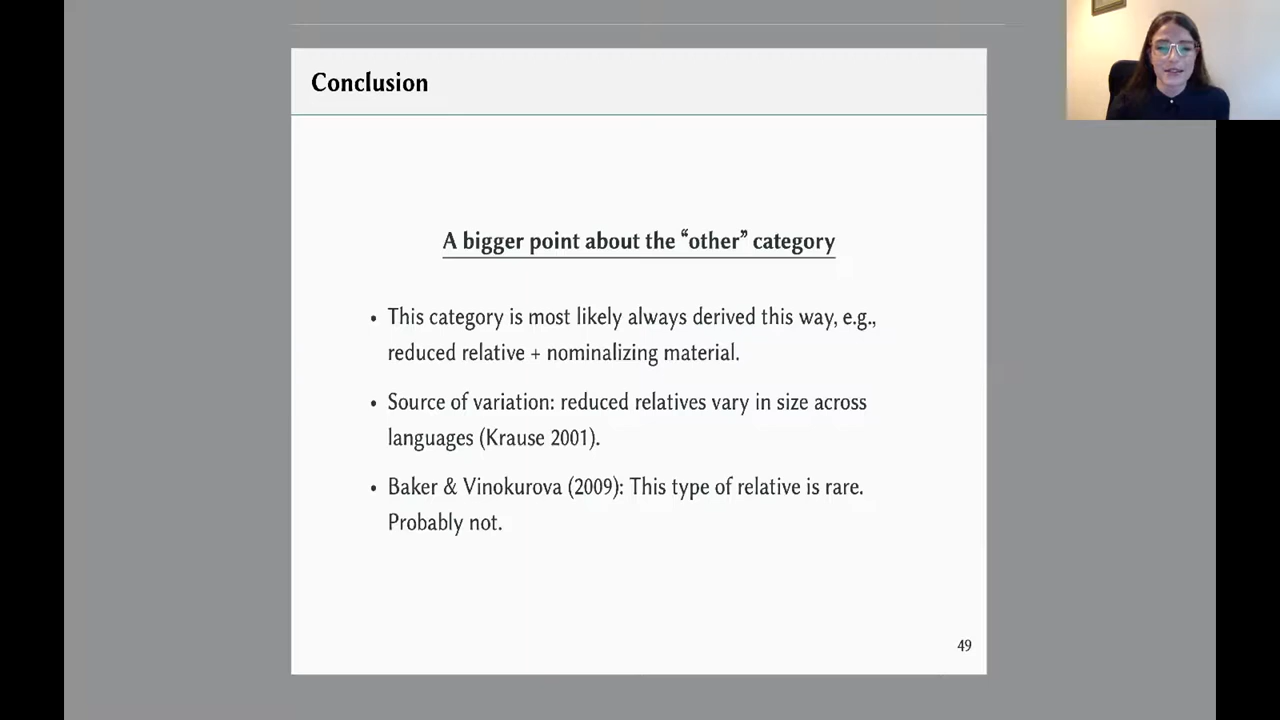 Conclusion
A bigger point about the “other” category
• This category is most likely always derived this way, e.g.,
reduced relative + nominalizing material.
• Source of variation: reduced relatives vary in size across
languages (Krause 2001).
• Baker & Vinokurova (2009): This type of relative is rare.
Probably not.
49